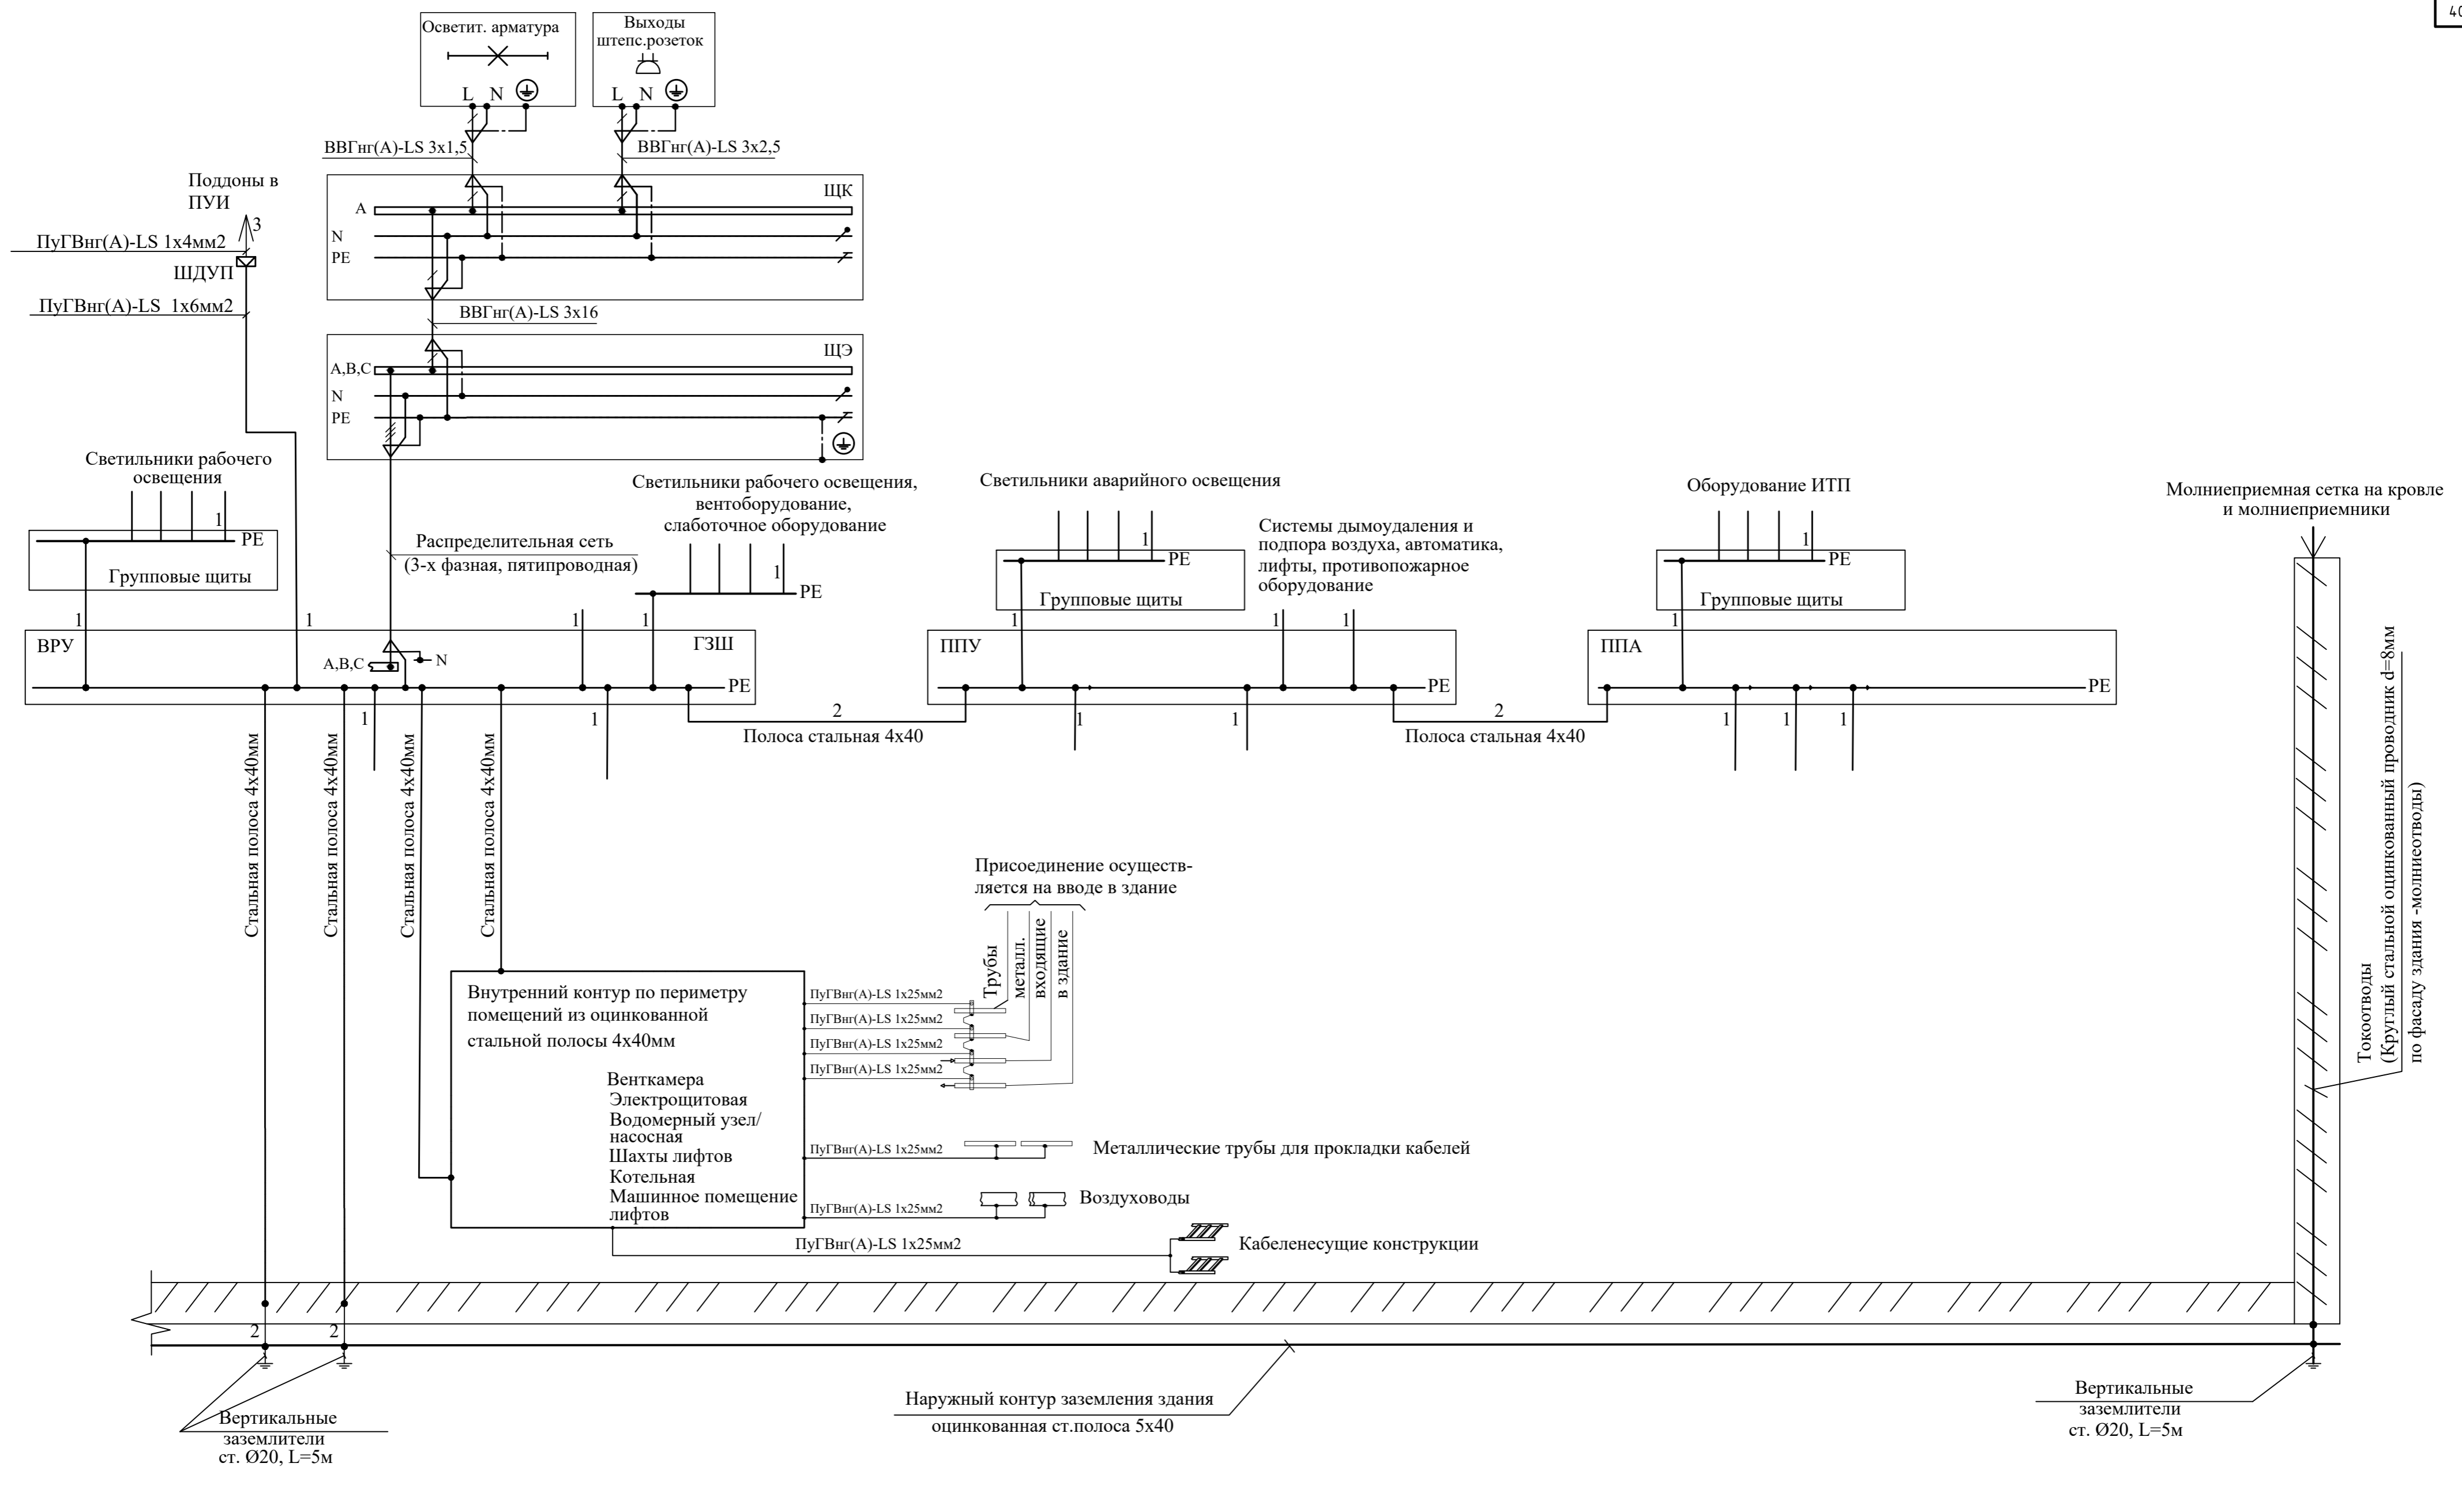 40
Осветит. арматура
L N
Выходы
штепс.розеток
L N
ВВГнг(А)-LS 3х1,5
ВВГнг(А)-LS 3х2,5
ЩК
A
N
PE
ВВГнг(А)-LS 3х16
ЩЭ
A,B,C
N
PE
Поддоны в
ПУИ
3
ПуГВнг(А)-LS 1х4мм2
ШДУП
ПуГВнг(А)-LS 1х6мм2
Светильники рабочего
освещения
1
PE
Групповые щиты
1
1
Распределительная сеть
(3-х фазная, пятипроводная)
Светильники рабочего освещения,
вентоборудование,
слаботочное оборудование
1
PE
1
1
ВРУ
ГЗШ
A,B,C
N
PE
1
1
Светильники аварийного освещения
1
PE
Групповые щиты
1
Системы дымоудаления и
подпора воздуха, автоматика,
лифты, противопожарное
оборудование
1
1
ППУ
PE
1
1
2
Полоса стальная 4х40
Оборудование ИТП
1
PE
Групповые щиты
1
ППА
PE
1
1
1
2
Полоса стальная 4х40
Молниеприемная сетка на кровле
и молниеприемники
Токоотводы
(Круглый стальной оцинкованный проводник d=8мм
по фасаду здания -молниеотводы)
Стальная полоса 4х40мм
Стальная полоса 4х40мм
Стальная полоса 4х40мм
Стальная полоса 4х40мм
Присоединение осуществ-
ляется на вводе в здание
Трубы
металл.
входящие
в здание
Внутренний контур по периметру
помещений из оцинкованной
стальной полосы 4х40мм
Венткамера
Электрощитовая
Водомерный узел/
насосная
Шахты лифтов
Котельная
Машинное помещение
лифтов
ПуГВнг(А)-LS 1х25мм2
ПуГВнг(А)-LS 1х25мм2
ПуГВнг(А)-LS 1х25мм2
ПуГВнг(А)-LS 1х25мм2
ПуГВнг(А)-LS 1х25мм2
Металлические трубы для прокладки кабелей
ПуГВнг(А)-LS 1х25мм2
Воздуховоды
ПуГВнг(А)-LS 1х25мм2
Кабеленесущие конструкции
2
2
Вертикальные
заземлители
ст. Ø20, L=5м
Наружный контур заземления здания
оцинкованная ст.полоса 5х40
Вертикальные
заземлители
ст. Ø20, L=5м